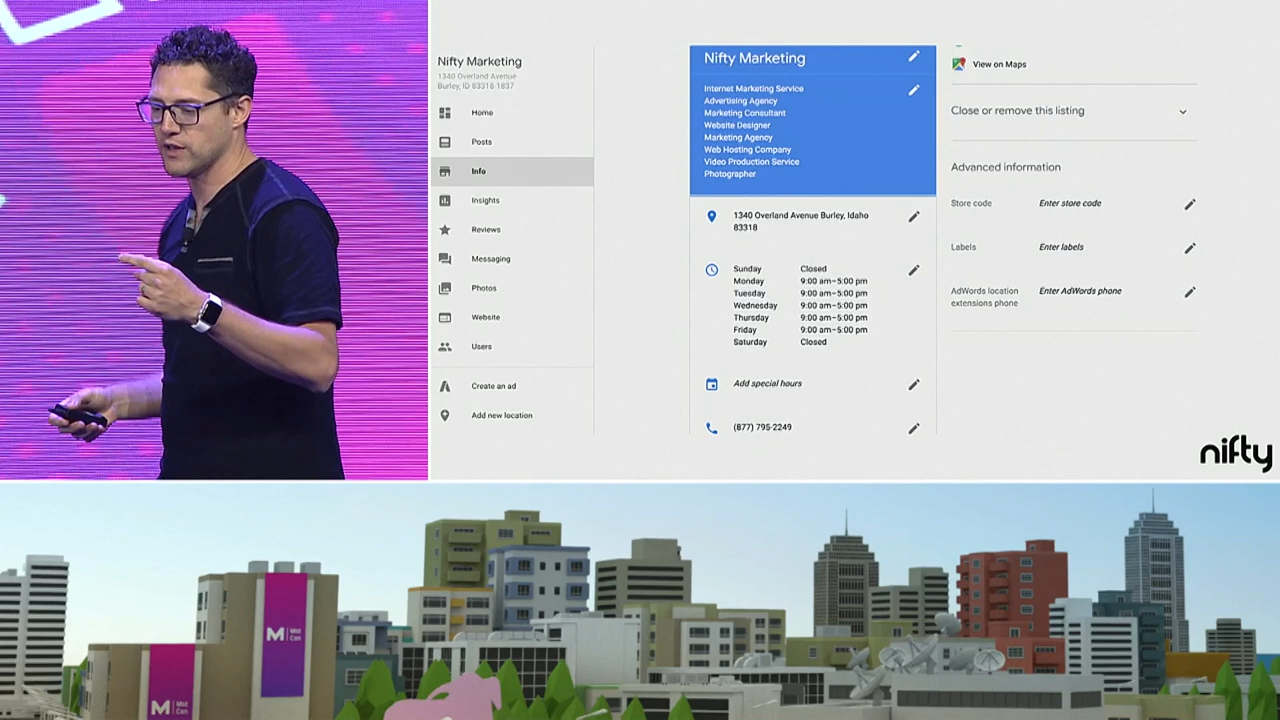 Nifty Marketing
1340 Overland Avenue
Burley, ID 83318-1837
Home
Posts
Info
Insights
Reviews
Messaging
Photos
Website
Users
Create an ad
Add new location
Nifty Marketing
Internet Marketing Service
Advertising Agency
Marketing Consultant
Website Designer
Marketing Agency
Web Hosting Company
Video Production Service
Photographer
1340 Overland Avenue Burley, Idaho
83318
Sunday Closed
Monday 9:00 am–5:00 pm
Tuesday 9:00 am–5:00 pm
Wednesday 9:00 am–5:00 pm
Thursday 9:00 am–5:00 pm
Friday 9:00 am–5:00 pm
Saturday Closed
Add special hours
(877) 795-2249
View on Maps
Close or remove this listing
Advanced information
Store code Enter store code
Labels Enter labels
AdWords location Enter AdWords phone
extensions phone
nifty
M Moz
Con
M Moz
Con